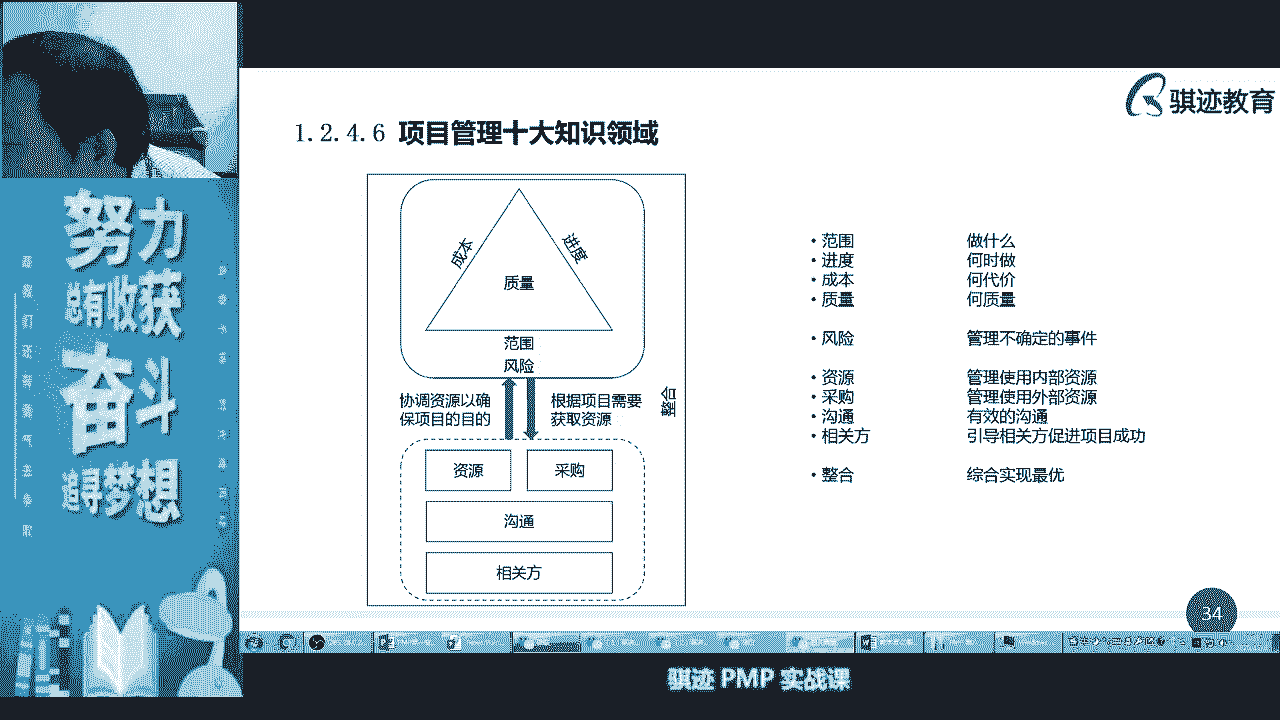 骐迹教育
1.2.4.6 项目管理十大知识领域
成本
进度
质量
范围
风险
协调资源以确
保项目的目的
根据项目需要
获取资源
整合
资源
采购
沟通
相关方
• 范围 做什么
• 进度 何时做
• 成本 何代价
• 质量 何质量
• 风险 管理不确定的事件
• 资源 管理使用内部资源
• 采购 管理使用外部资源
• 沟通 有效的沟通
• 相关方 引导相关方促进项目成功
• 整合 综合实现最优
34
努力
总有收获
奋斗
追寻梦想
骐迹 PMP 实战课